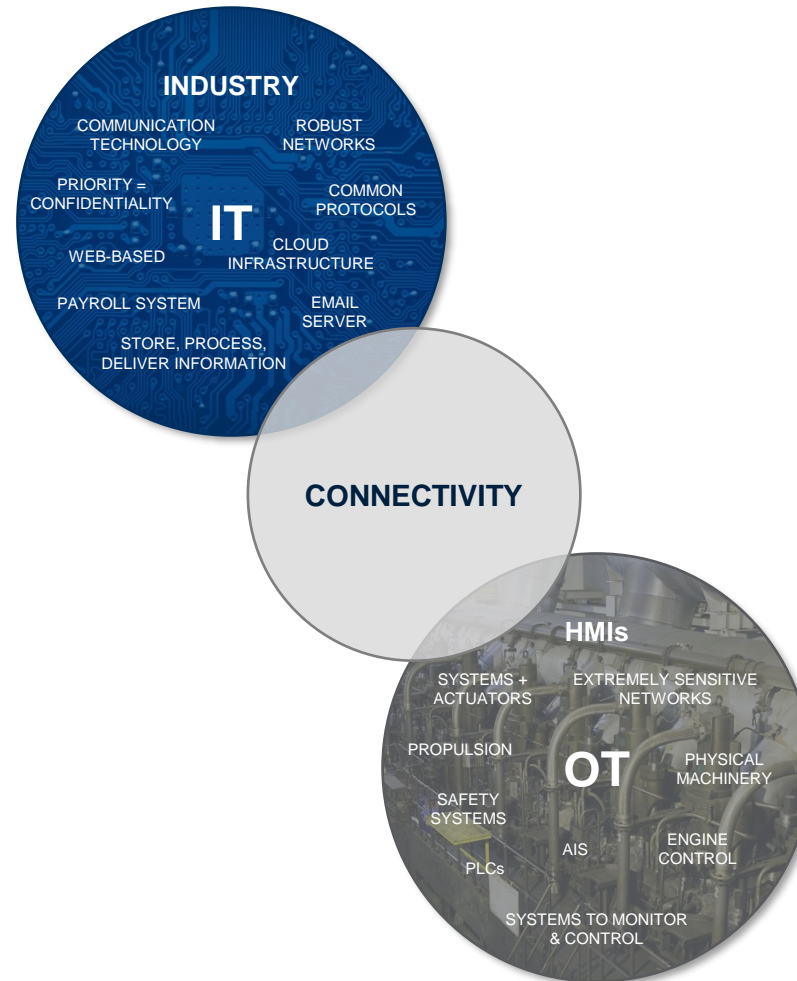 INDUSTRY
COMMUNICATION
TECHNOLOGY
ROBUST
NETWORKS
PRIORITY =
CONFIDENTIALITY
IT
COMMON
PROTOCOLS
WEB-BASED
CLOUD
INFRASTRUCTURE
PAYROLL SYSTEM
EMAIL
SERVER
STORE, PROCESS,
DELIVER INFORMATION
CONNECTIVITY
HMIs
SYSTEMS +
ACTUATORS
EXTREMELY SENSITIVE
NETWORKS
PROPULSION
OT
PHYSICAL
MACHINERY
SAFETY
SYSTEMS
AIS
ENGINE
CONTROL
PLCs
SYSTEMS TO MONITOR
& CONTROL